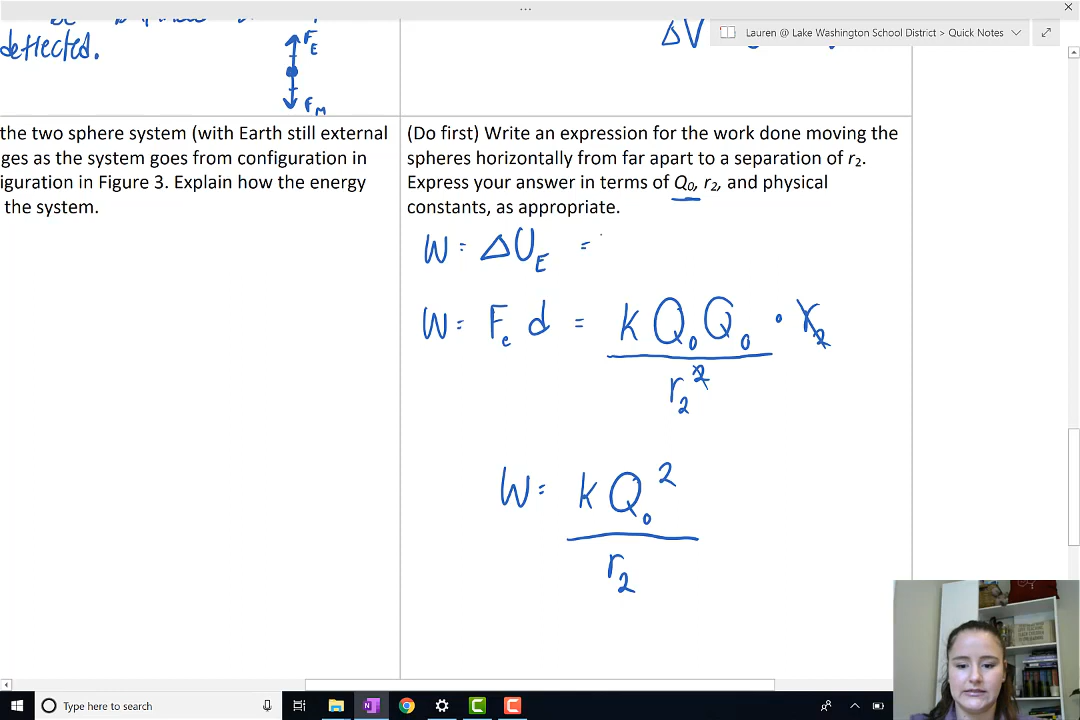 Lauren @ Lake Washington School District > Quick Notes
deflected.
F_E
F_M
ΔV
the two sphere system (with Earth still external
ges as the system goes from configuration in
iguration in Figure 3. Explain how the energy
the system.
(Do first) Write an expression for the work done moving the
spheres horizontally from far apart to a separation of r₂.
Express your answer in terms of Q₀, r₂, and physical
constants, as appropriate.
W = ΔU_E =
W = F_e d = k Q₀ Q₀ / r₂² • r₂
W = k Q₀² / r₂
Type here to search